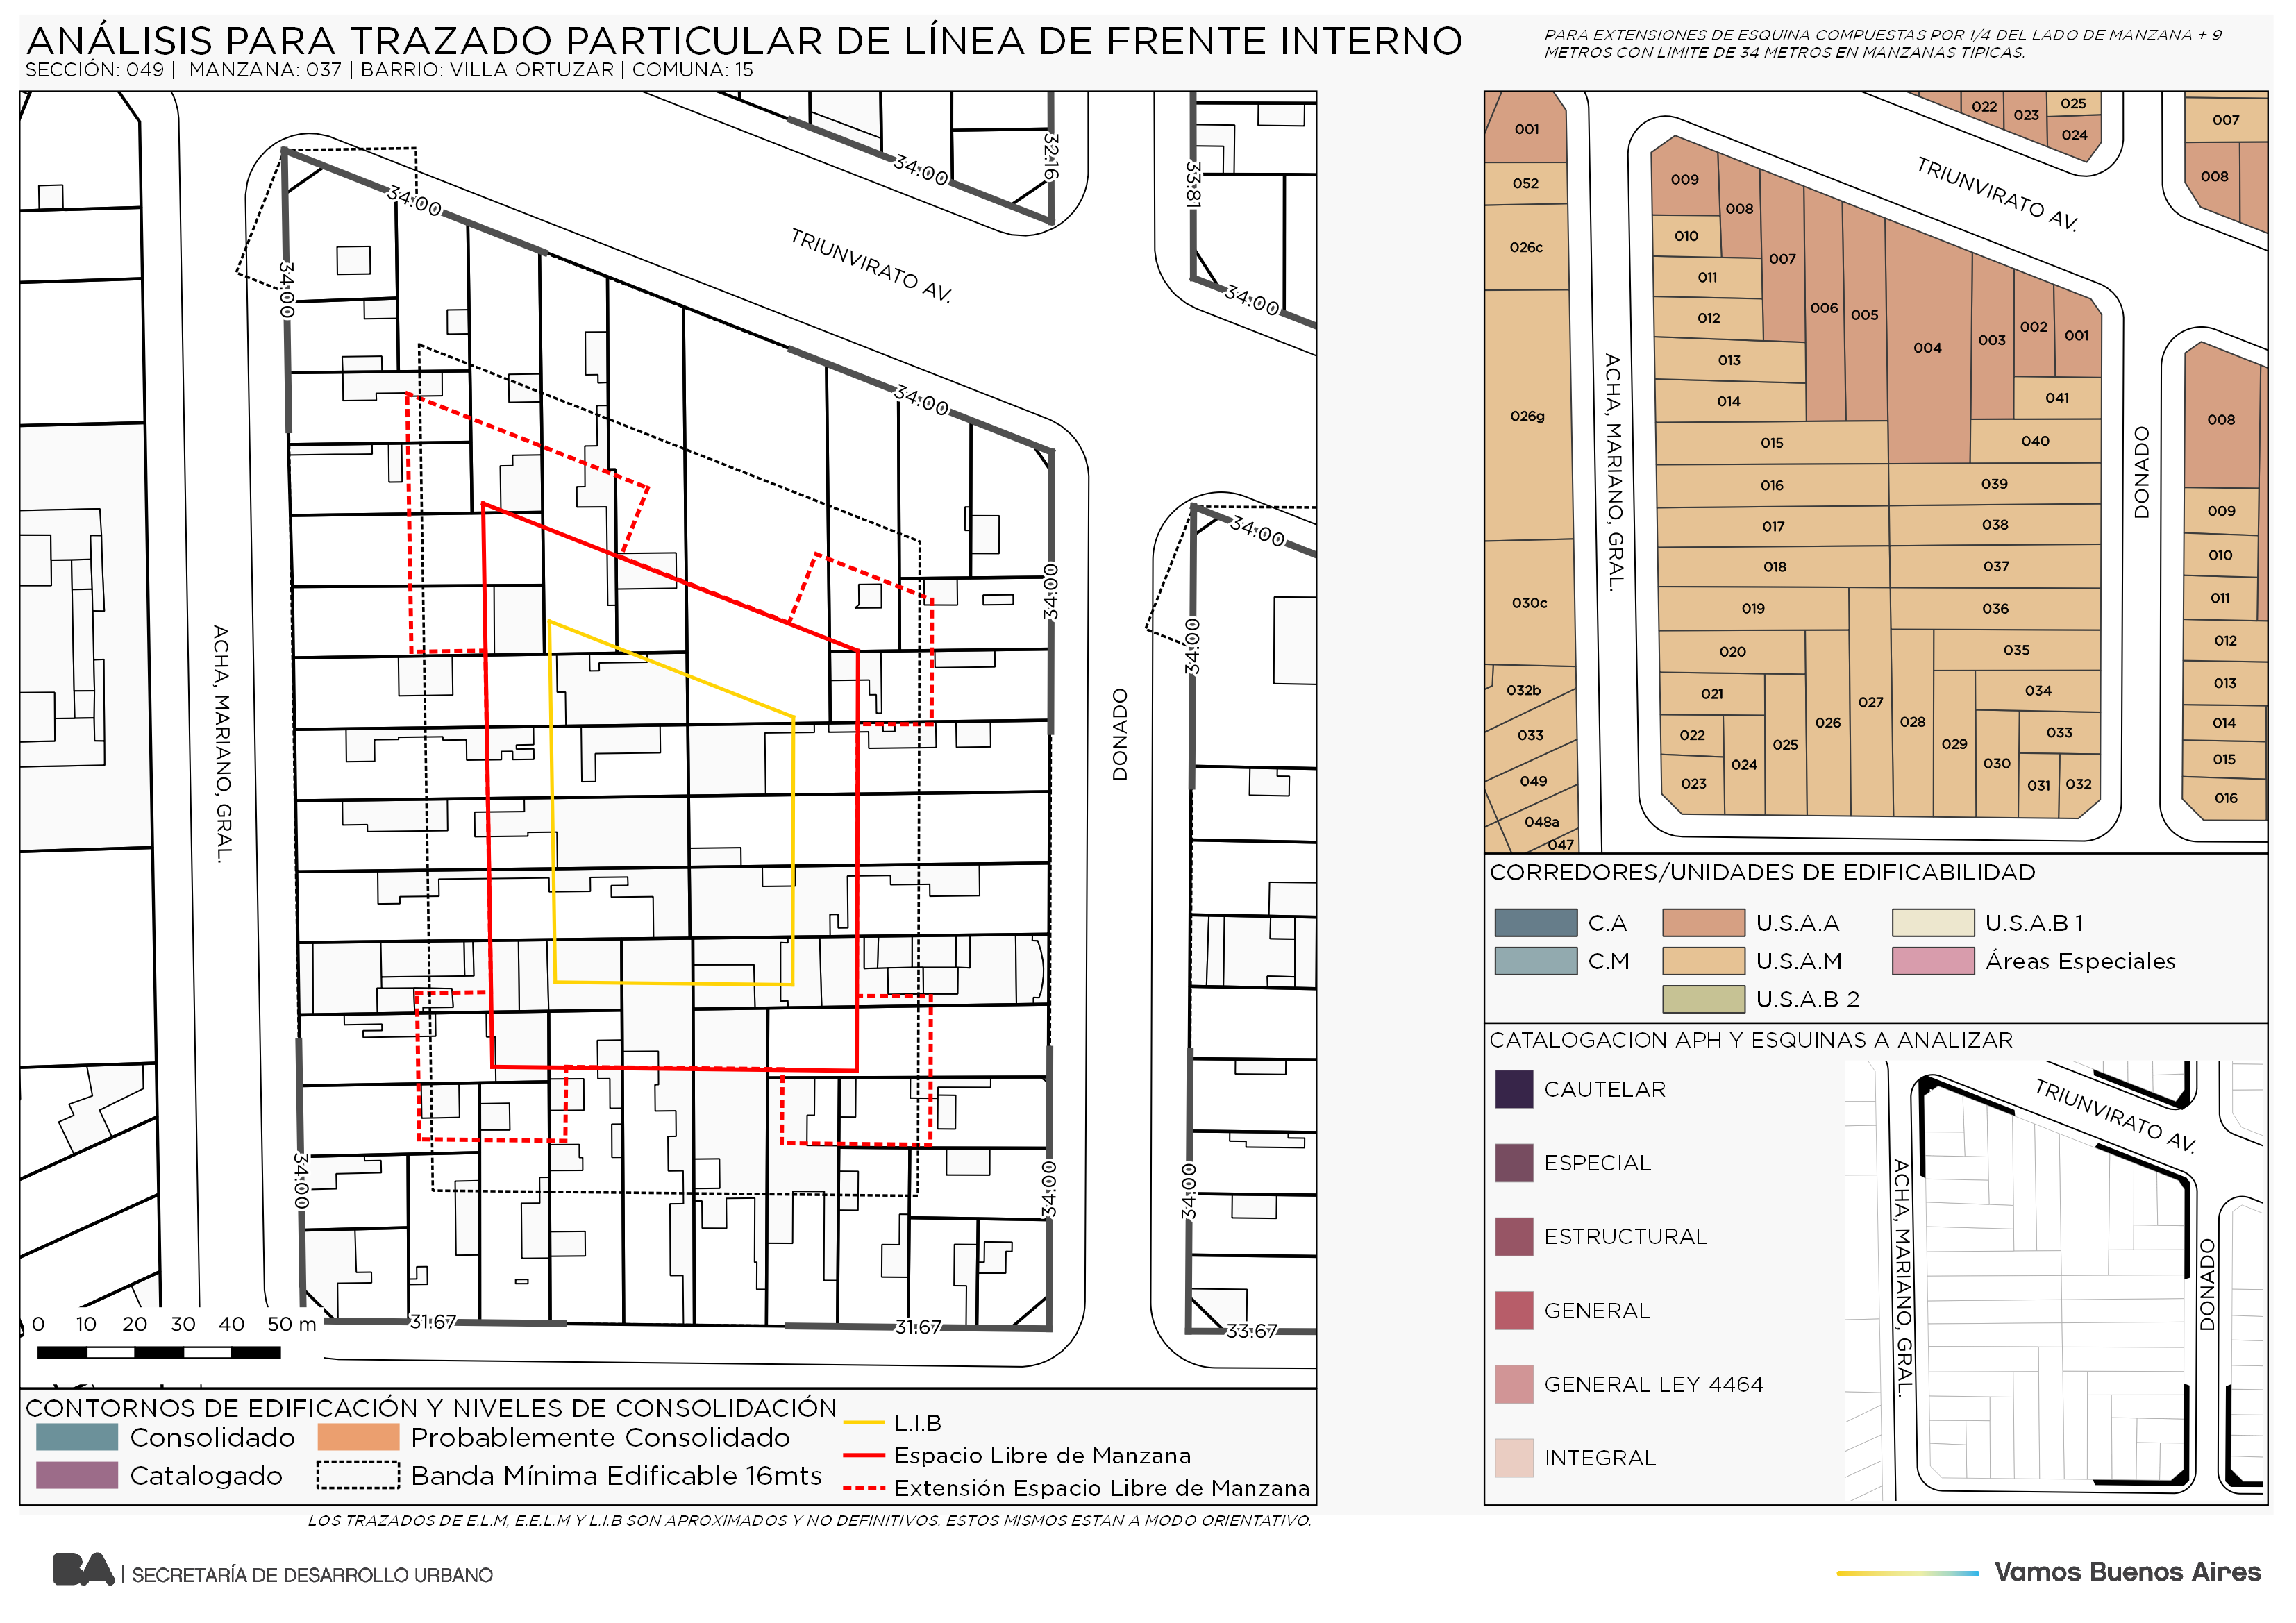 ANÁLISIS PARA TRAZADO PARTICULAR DE LÍNEA DE FRENTE INTERNO
SECCIÓN: 049 | MANZANA: 037 | BARRIO: VILLA ORTUZAR | COMUNA: 15
PARA EXTENSIONES DE ESQUINA COMPUESTAS POR 1/4 DEL LADO DE MANZANA + 9
METROS CON LIMITE DE 34 METROS EN MANZANAS TIPICAS.
34:00
32:16
33:81
34:00
34:00
34:00
TRIUNVIRATO AV.
34:00
34:00
34:00
34:00
ACHA, MARIANO, GRAL.
DONADO
34:00
34:00
34:00
31:67
31:67
33:67
0 10 20 30 40 50 m
CONTORNOS DE EDIFICACIÓN Y NIVELES DE CONSOLIDACIÓN
Consolidado
Probablemente Consolidado
Catalogado
Banda Mínima Edificable 16mts
L.I.B
Espacio Libre de Manzana
Extensión Espacio Libre de Manzana
LOS TRAZADOS DE E.L.M, E.E.L.M Y L.I.B SON APROXIMADOS Y NO DEFINITIVOS. ESTOS MISMOS ESTAN A MODO ORIENTATIVO.
001
052
026c
026g
030c
032b
033
049
048a
047
022
023
025
024
007
008
TRIUNVIRATO AV.
009
008
010
007
011
012
006
005
013
014
004
003
002
001
041
015
040
016
039
017
038
018
037
019
036
020
035
021
034
022
033
023
024
025
026
027
028
029
030
031
032
ACHA, MARIANO, GRAL.
DONADO
008
009
010
011
012
013
014
015
016
CORREDORES/UNIDADES DE EDIFICABILIDAD
C.A
U.S.A.A
U.S.A.B 1
C.M
U.S.A.M
Áreas Especiales
U.S.A.B 2
CATALOGACION APH Y ESQUINAS A ANALIZAR
CAUTELAR
ESPECIAL
ESTRUCTURAL
GENERAL
GENERAL LEY 4464
INTEGRAL
TRIUNVIRATO AV.
ACHA, MARIANO, GRAL.
DONADO
BA | SECRETARÍA DE DESARROLLO URBANO
Vamos Buenos Aires